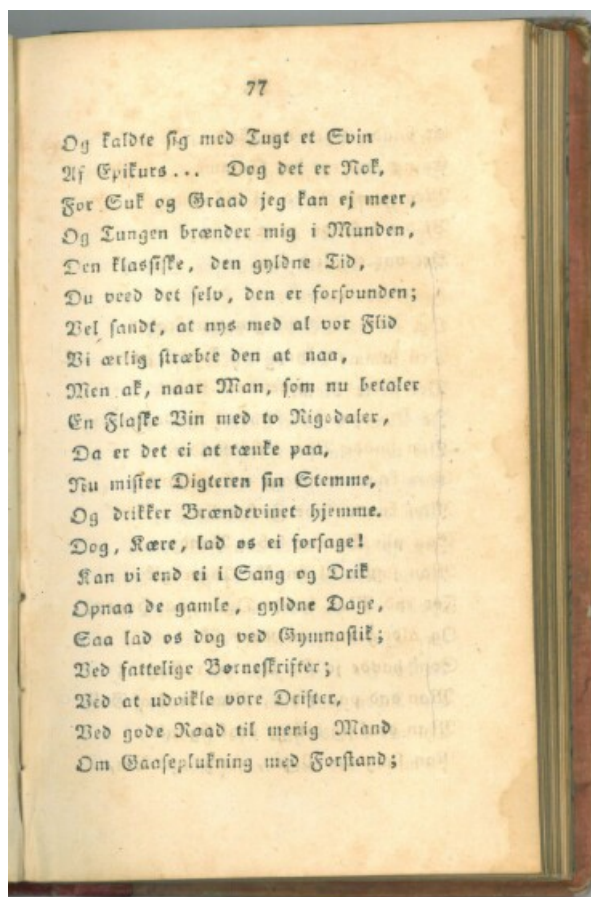 77
Og kaldte sig med Tugt et Svin
Af Epikurs... Dog det er Nok,
For Suk og Graad jeg kan ej meer,
Og Tungen brænder mig i Munden,
Den klassiske, den gyldne Tid,
Du veed det selv, den er forsvunden;
Vel sandt, at nys med al vor Flid
Vi ærlig stræbte den at naa,
Men ak, naar Man, som nu betaler
En Flaske Vin med to Rigsdaler,
Da er det ei at tænke paa,
Nu mister Digteren sin Stemme,
Og drikker Brændevinet hjemme.
Dog, Kære, lad os ei forsage!
Kan vi end ei i Sang og Drik
Opnaa de gamle, gyldne Dage,
Saa lad os dog ved Gymnastik;
Ved fattelige Børneskrifter;
Ved at udvikle vore Drifter,
Ved gode Raad til menig Mand
Om Gaaseplukning med Forstand;